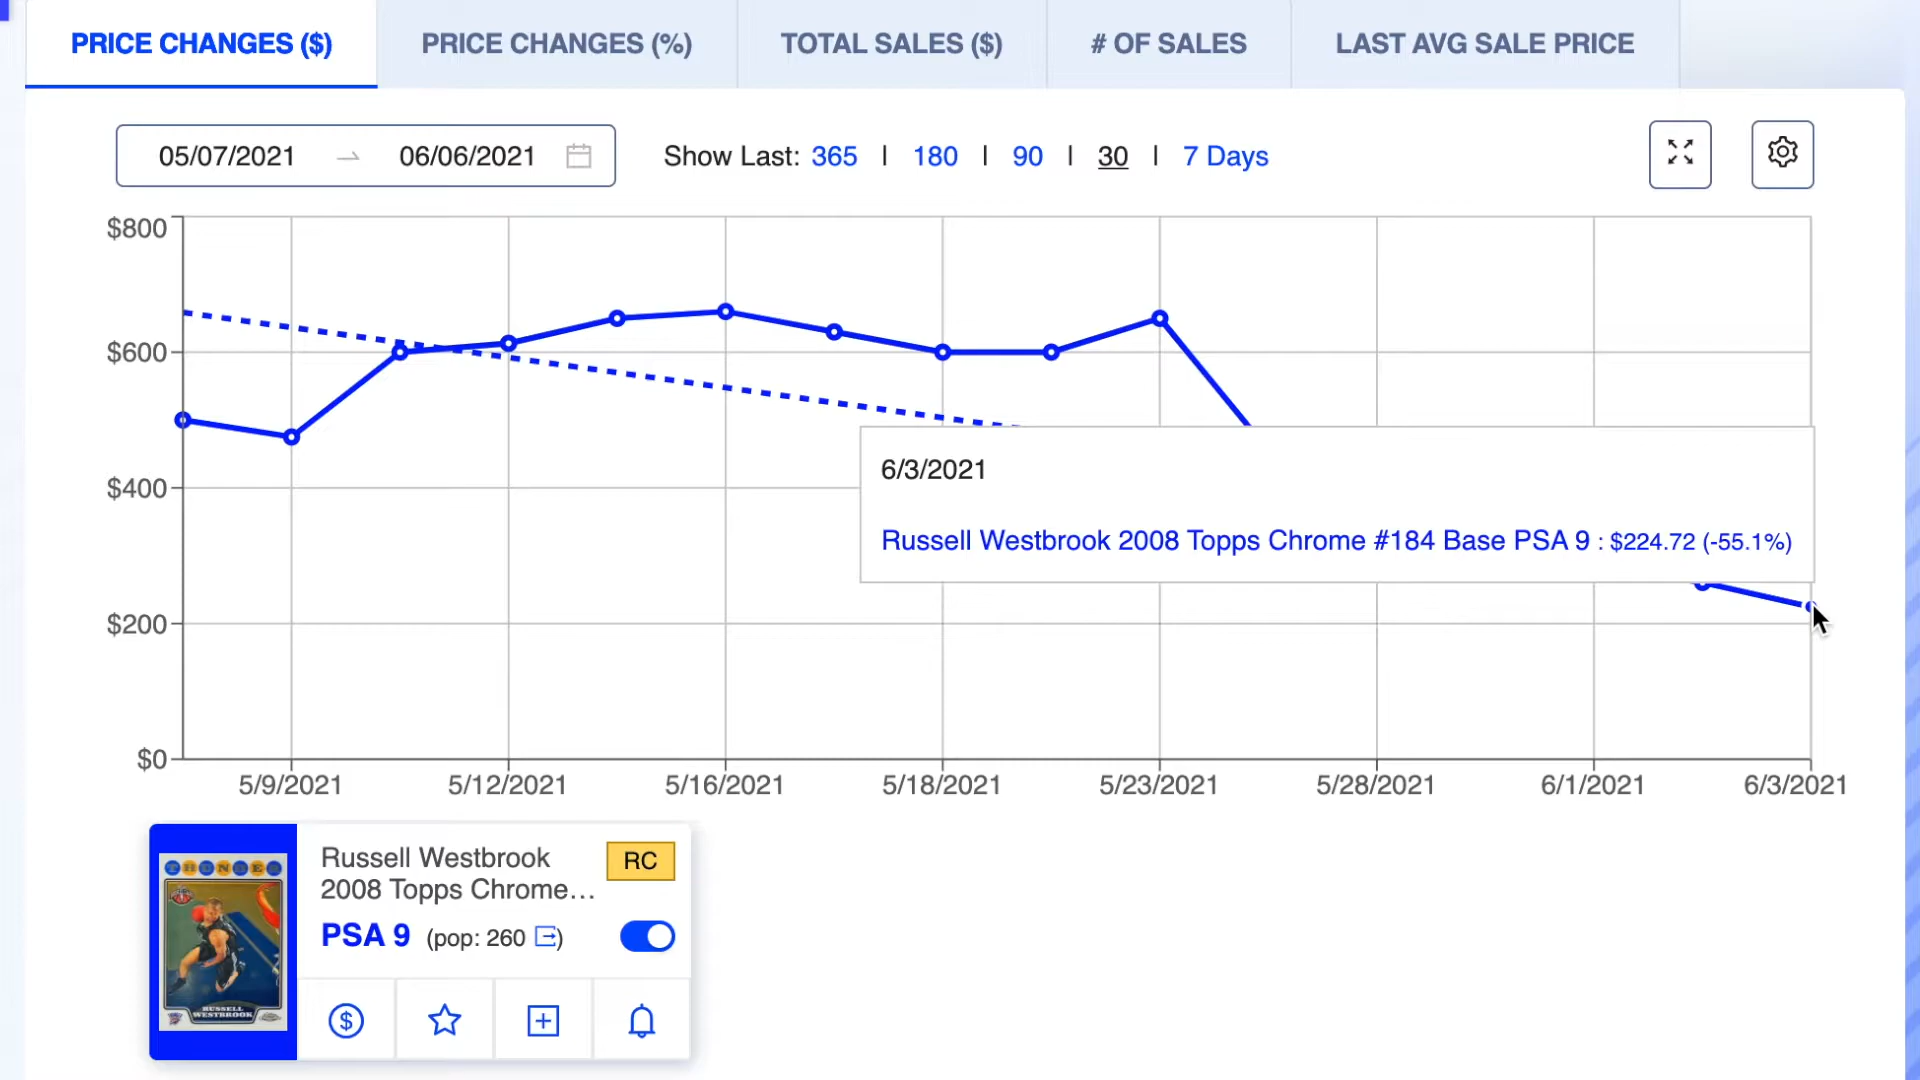 PRICE CHANGES ($) PRICE CHANGES (%) TOTAL SALES ($) # OF SALES LAST AVG SALE PRICE
05/07/2021 → 06/06/2021 Show Last: 365 | 180 | 90 | 30 | 7 Days
$800
$600
$400
$200
$0
6/3/2021
Russell Westbrook 2008 Topps Chrome #184 Base PSA 9 : $224.72 (-55.1%)
5/9/2021 5/12/2021 5/16/2021 5/18/2021 5/23/2021 5/28/2021 6/1/2021 6/3/2021
Russell Westbrook RC
2008 Topps Chrome...
PSA 9 (pop: 260 )
THUNDER
RUSSELL
WESTBROOK